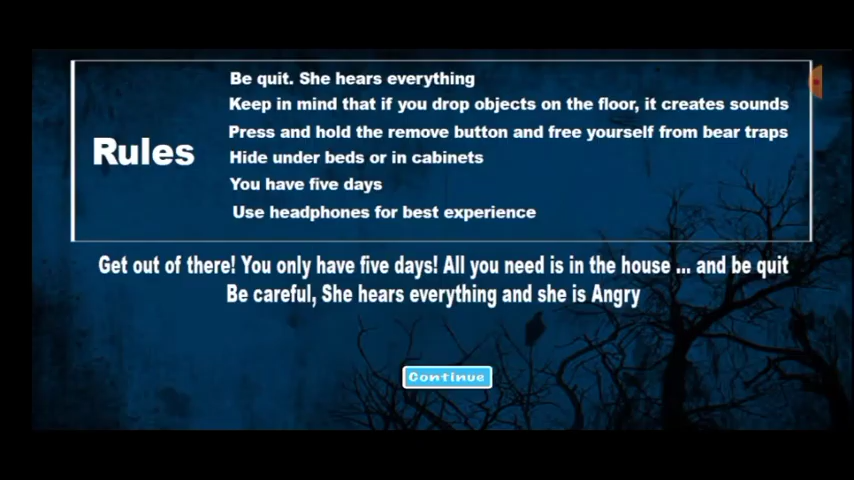 Rules
Be quit. She hears everything
Keep in mind that if you drop objects on the floor, it creates sounds
Press and hold the remove button and free yourself from bear traps
Hide under beds or in cabinets
You have five days
Use headphones for best experience
Get out of there! You only have five days! All you need is in the house ... and be quit
Be careful, She hears everything and she is Angry
Continue